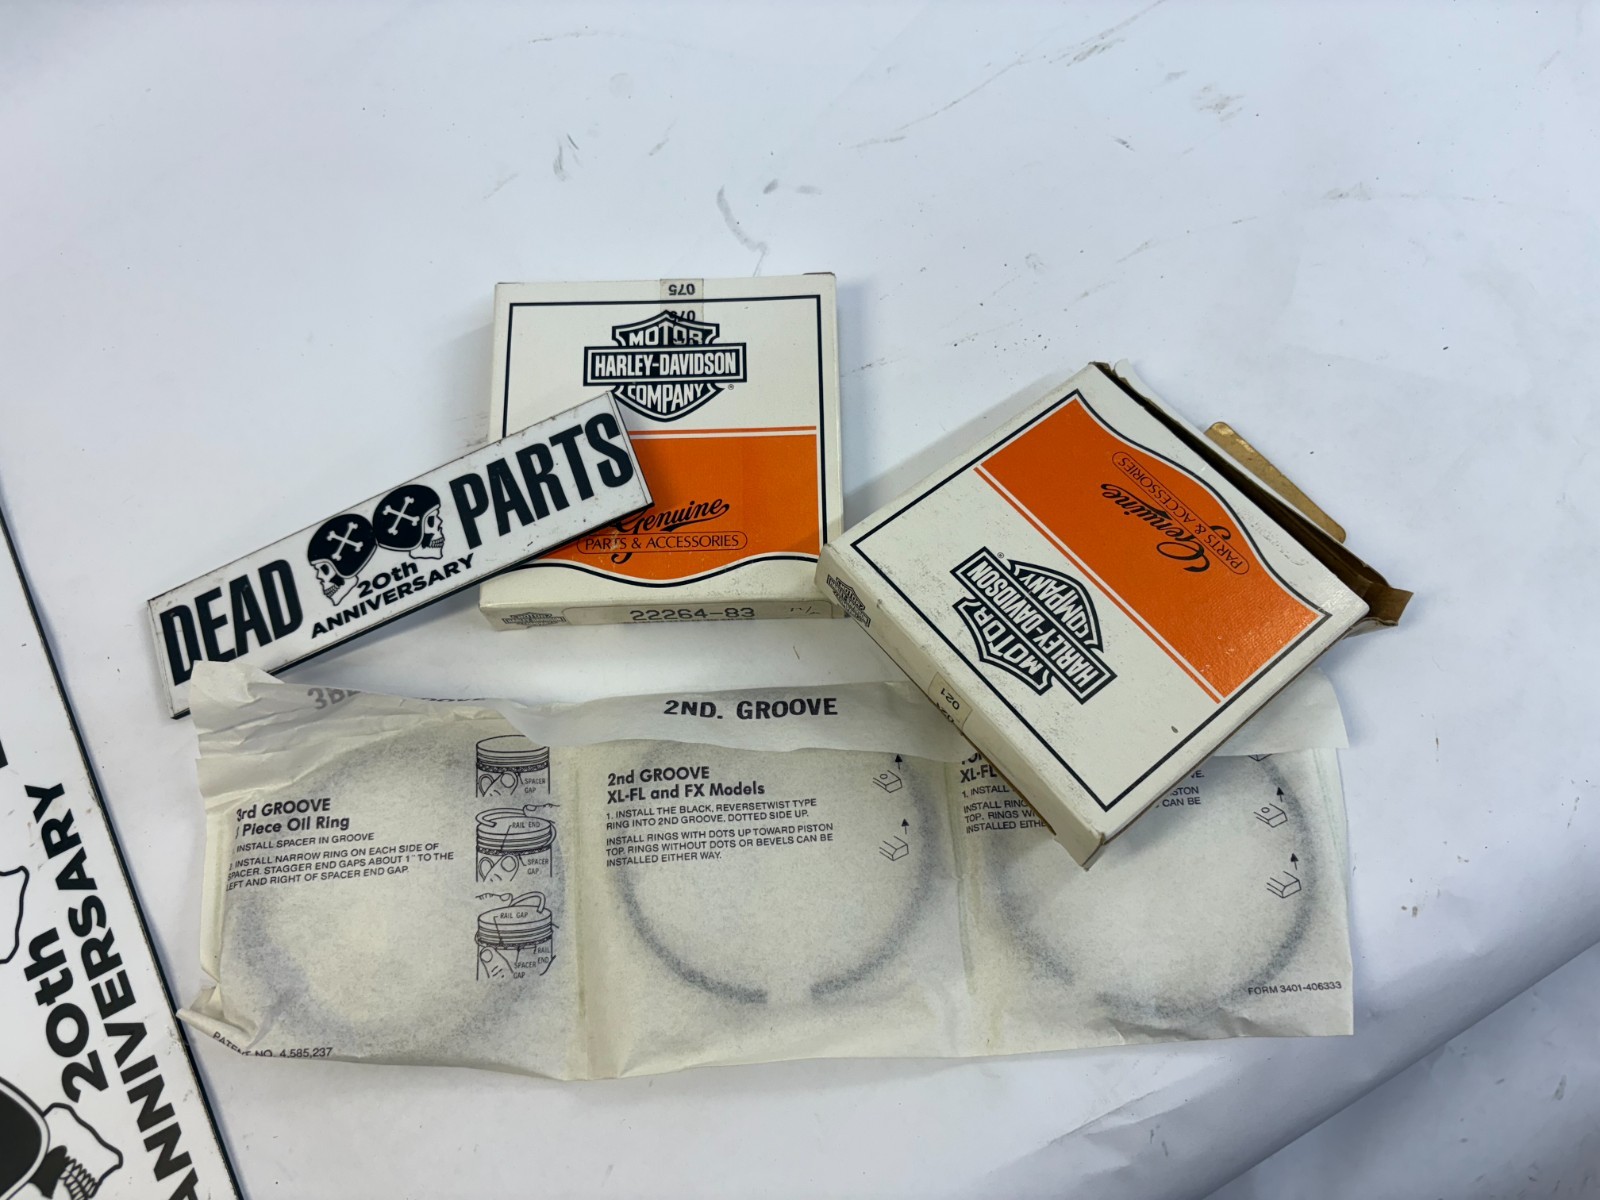 075
075
MOTOR
HARLEY-DAVIDSON
COMPANY
®
Genuine
PARTS & ACCESSORIES
22264-83
DEAD PARTS
20th
ANNIVERSARY
MOTOR
HARLEY-DAVIDSON
COMPANY
®
Genuine
PARTS & ACCESSORIES
021
021
2ND. GROOVE
3rd GROOVE
Piece Oil Ring
INSTALL SPACER IN GROOVE
INSTALL NARROW RING ON EACH SIDE OF
SPACER. STAGGER END GAPS ABOUT 1" TO THE
LEFT AND RIGHT OF SPACER END GAP
SPACER
GAP
RAIL END
SPACER
GAP
RAIL GAP
RAIL
END
SPACER
GAP
PATENT NO. 4,585,237
2nd GROOVE
XL-FL and FX Models
1. INSTALL THE BLACK, REVERSETWIST TYPE
RING INTO 2ND GROOVE, DOTTED SIDE UP.
INSTALL RINGS WITH DOTS UP TOWARD PISTON
TOP. RINGS WITHOUT DOTS OR BEVELS CAN BE
INSTALLED EITHER WAY.
XL-FL
1. INSTALL
INSTALL RING
TOP. RINGS
INSTALLED
CAN BE
FORM 3401-406333
20th
ANNIVERSARY